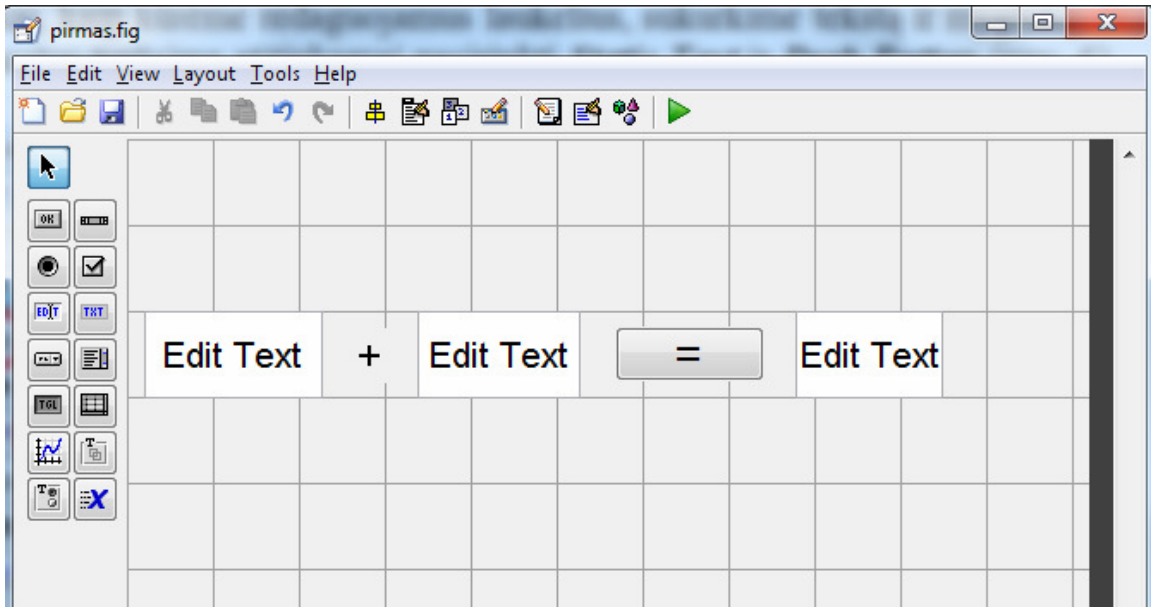 pirmas.fig
File Edit View Layout Tools Help
OK
EDIT TXT
TGL
Edit Text + Edit Text = Edit Text